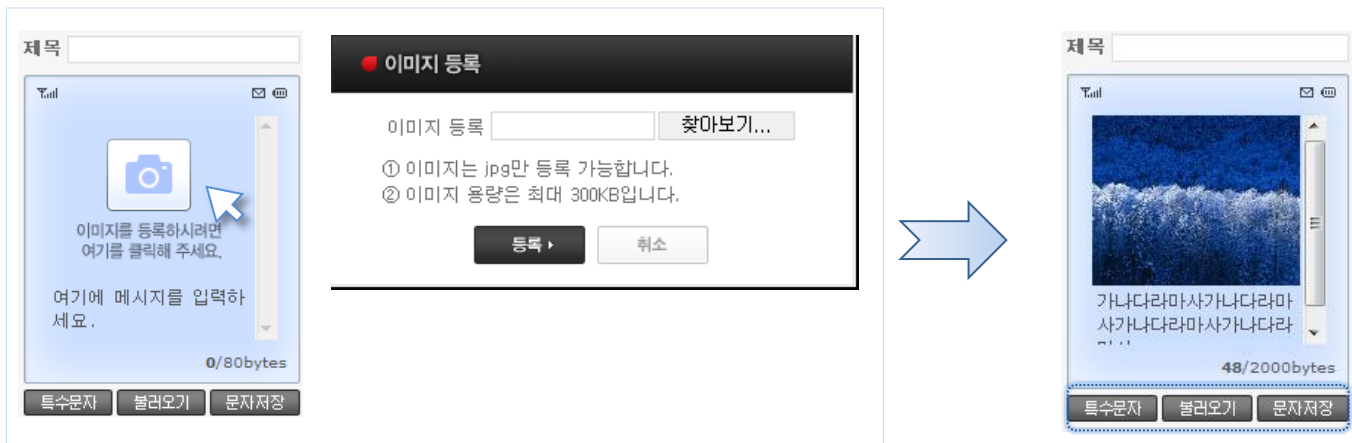 제목
이미지를 등록하시려면
여기를 클릭해 주세요.
여기에 메시지를 입력하
세요.
0/80bytes
특수문자 불러오기 문자저장
이미지 등록
이미지 등록 찾아보기...
① 이미지는 jpg만 등록 가능합니다.
② 이미지 용량은 최대 300KB입니다.
등록 취소
제목
가나다라마사가나다라마
사가나다라마사가나다라
48/2000bytes
특수문자 불러오기 문자저장